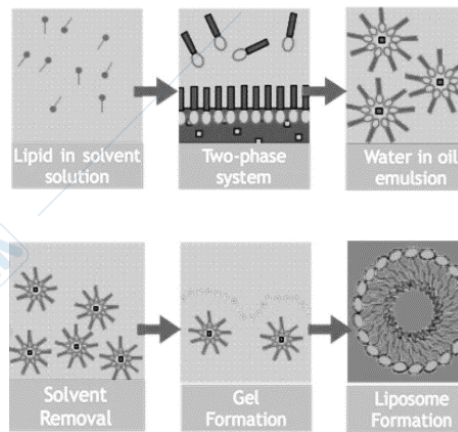 Lipid in solvent
solution
Two-phase
system
Water in oil
emulsion
Solvent
Removal
Gel
Formation
Liposome
Formation